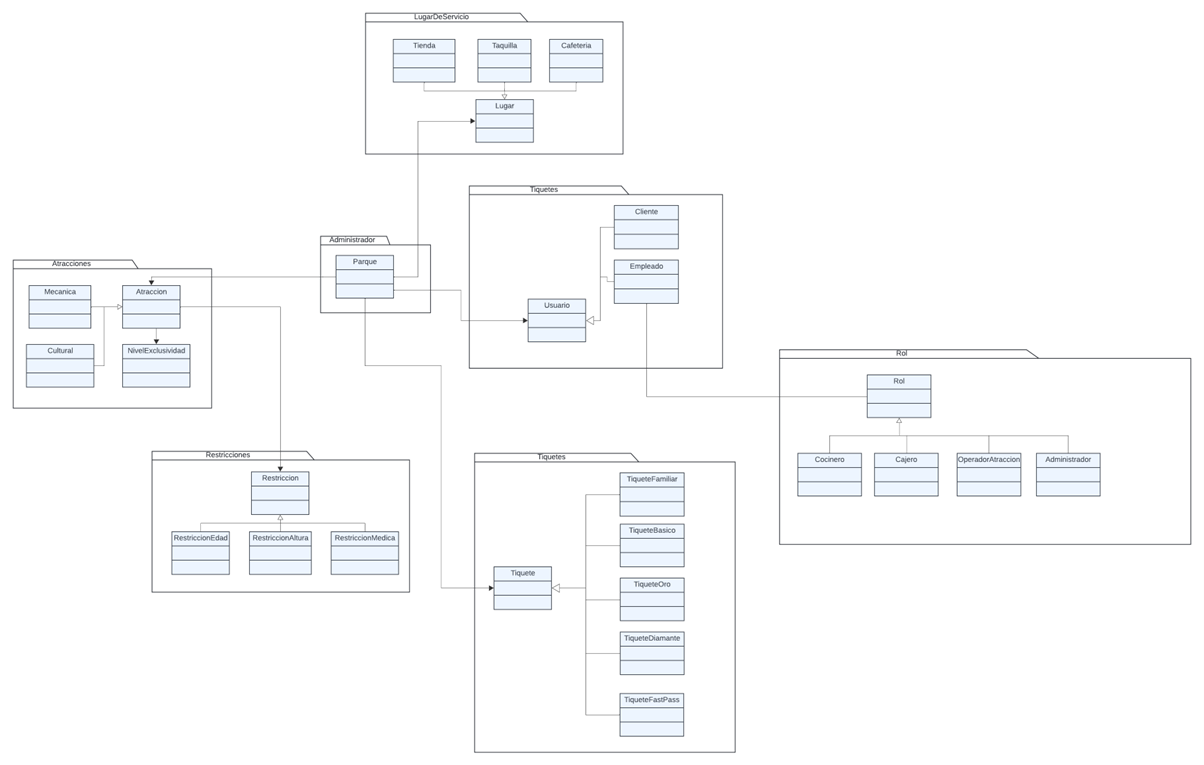 LugarDeServicio
Tienda
Taquilla
Cafeteria
Lugar
Tiquetes
Cliente
Empleado
Usuario
Administrador
Parque
Atracciones
Mecanica
Atraccion
Cultural
NivelExclusividad
Rol
Rol
Cocinero
Cajero
OperadorAtraccion
Administrador
Restricciones
Restriccion
RestriccionEdad
RestriccionAltura
RestriccionMedica
Tiquetes
TiqueteFamiliar
TiqueteBasico
Tiquete
TiqueteOro
TiqueteDiamante
TiqueteFastPass